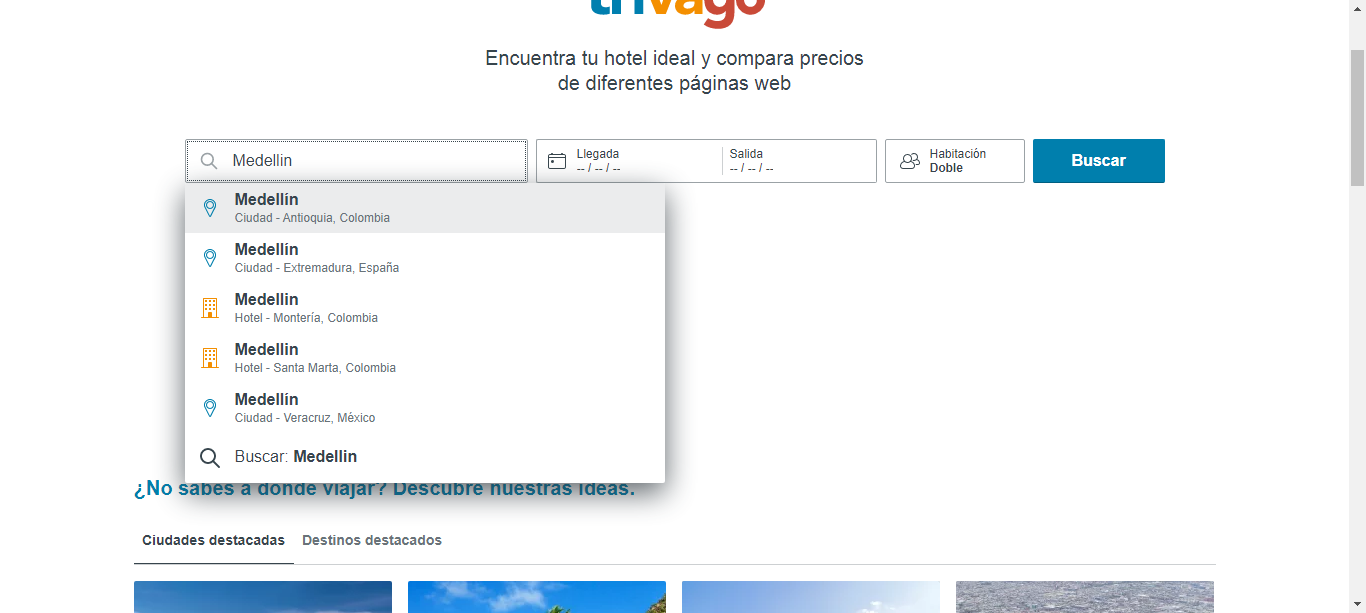 trivago
Encuentra tu hotel ideal y compara precios
de diferentes páginas web
Medellin
Llegada
-- / -- / --
Salida
-- / -- / --
Habitación
Doble
Buscar
Medellín
Ciudad - Antioquia, Colombia
Medellín
Ciudad - Extremadura, España
Medellin
Hotel - Montería, Colombia
Medellin
Hotel - Santa Marta, Colombia
Medellín
Ciudad - Veracruz, México
Buscar: Medellin
¿No sabes a dónde viajar? Descubre nuestras ideas.
Ciudades destacadas
Destinos destacados